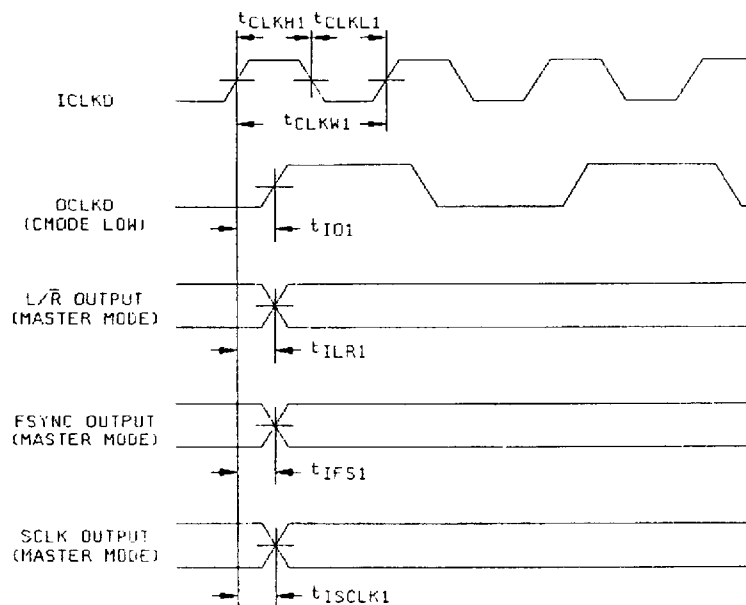 tCLKH1 tCLKL1
ICLKD
tCLKW1
OCLKD
(CMODE LOW)
tIO1
L/R̅ OUTPUT
(MASTER MODE)
tILR1
FSYNC OUTPUT
(MASTER MODE)
tIFS1
SCLK OUTPUT
(MASTER MODE)
tISCLK1